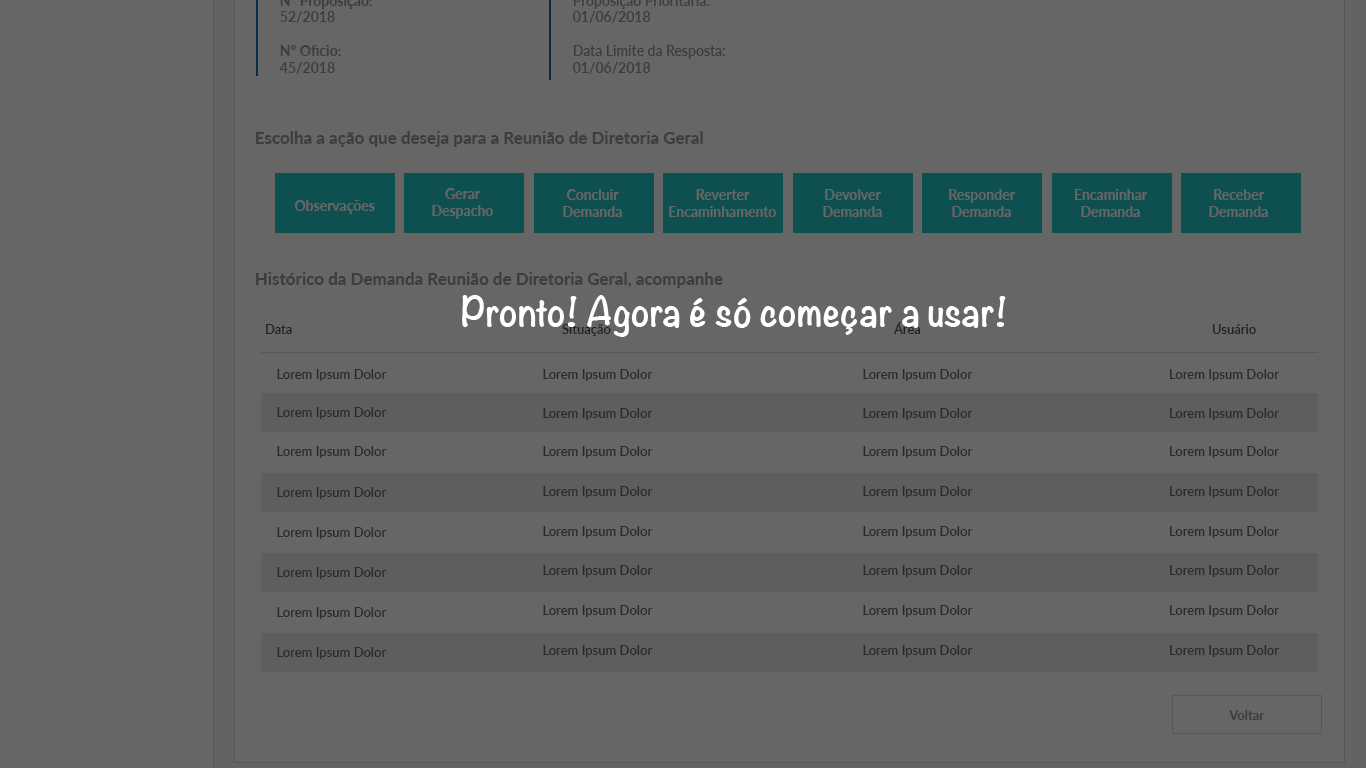 Nº Proposição:
52/2018
Nº Oficio:
45/2018
Proposição Prioritária:
01/06/2018
Data Limite da Resposta:
01/06/2018
Escolha a ação que deseja para a Reunião de Diretoria Geral
Observações
Gerar
Despacho
Concluir
Demanda
Reverter
Encaminhamento
Devolver
Demanda
Responder
Demanda
Encaminhar
Demanda
Receber
Demanda
Histórico da Demanda Reunião de Diretoria Geral, acompanhe
Pronto! Agora é só começar a usar!
Data Situação Área Usuário
Lorem Ipsum Dolor Lorem Ipsum Dolor Lorem Ipsum Dolor Lorem Ipsum Dolor
Lorem Ipsum Dolor Lorem Ipsum Dolor Lorem Ipsum Dolor Lorem Ipsum Dolor
Lorem Ipsum Dolor Lorem Ipsum Dolor Lorem Ipsum Dolor Lorem Ipsum Dolor
Lorem Ipsum Dolor Lorem Ipsum Dolor Lorem Ipsum Dolor Lorem Ipsum Dolor
Lorem Ipsum Dolor Lorem Ipsum Dolor Lorem Ipsum Dolor Lorem Ipsum Dolor
Lorem Ipsum Dolor Lorem Ipsum Dolor Lorem Ipsum Dolor Lorem Ipsum Dolor
Lorem Ipsum Dolor Lorem Ipsum Dolor Lorem Ipsum Dolor Lorem Ipsum Dolor
Lorem Ipsum Dolor Lorem Ipsum Dolor Lorem Ipsum Dolor Lorem Ipsum Dolor
Voltar